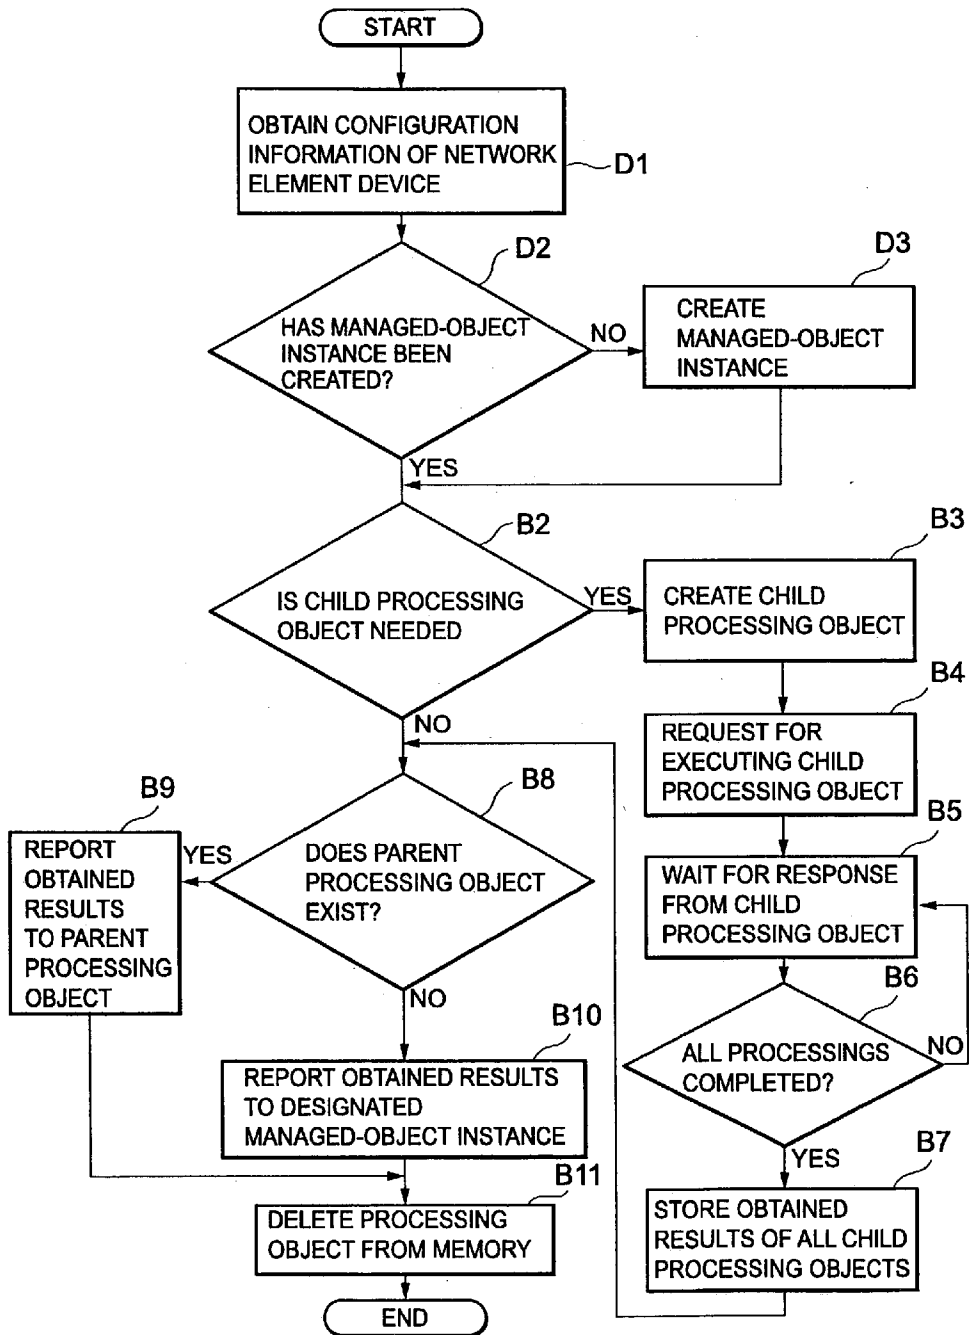 START
OBTAIN CONFIGURATION
INFORMATION OF NETWORK
ELEMENT DEVICE
D1
D2
HAS MANAGED-OBJECT
INSTANCE BEEN
CREATED?
NO
D3
CREATE
MANAGED-OBJECT
INSTANCE
YES
B2
IS CHILD PROCESSING
OBJECT NEEDED
YES
B3
CREATE CHILD
PROCESSING OBJECT
B4
REQUEST FOR
EXECUTING CHILD
PROCESSING OBJECT
B5
WAIT FOR RESPONSE
FROM CHILD
PROCESSING OBJECT
B6
ALL PROCESSINGS
COMPLETED?
NO
YES
B7
STORE OBTAINED
RESULTS OF ALL CHILD
PROCESSING OBJECTS
NO
B8
DOES PARENT
PROCESSING OBJECT
EXIST?
YES
B9
REPORT
OBTAINED
RESULTS
TO PARENT
PROCESSING
OBJECT
NO
B10
REPORT OBTAINED RESULTS
TO DESIGNATED
MANAGED-OBJECT INSTANCE
B11
DELETE PROCESSING
OBJECT FROM MEMORY
END